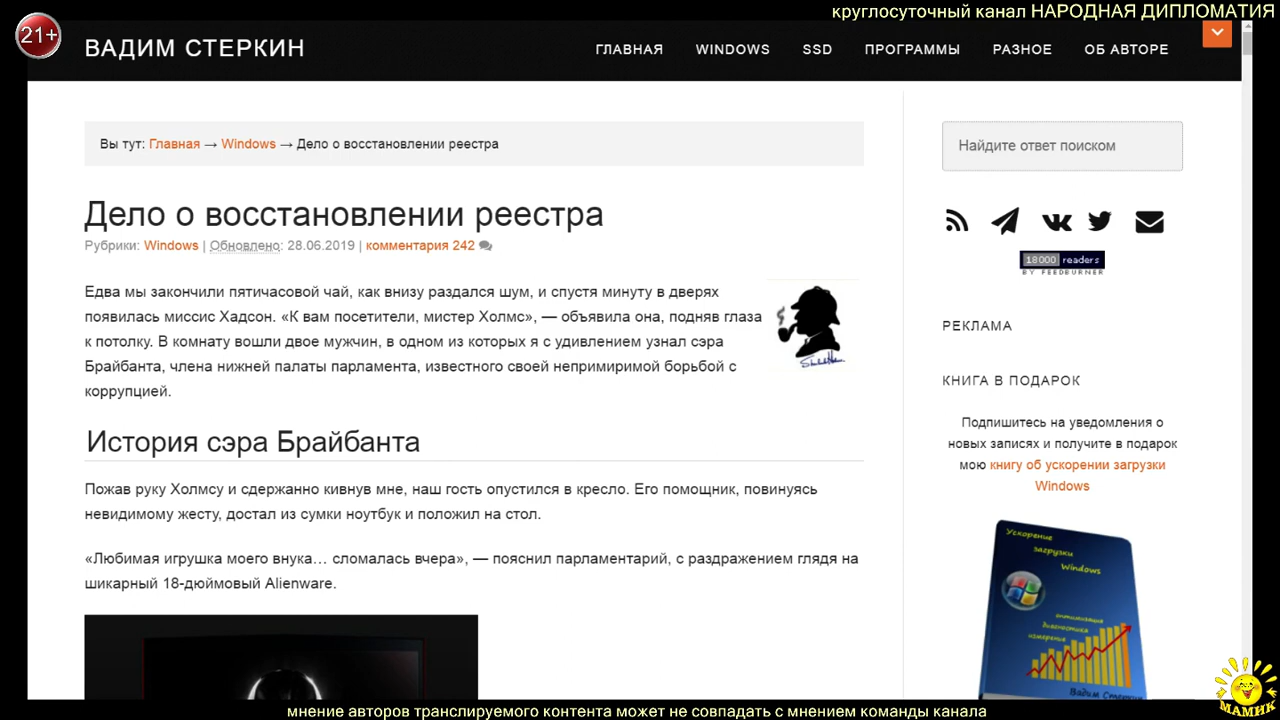 круглосуточный канал НАРОДНАЯ ДИПЛОМАТИЯ
21+
ВАДИМ СТЕРКИН
ГЛАВНАЯ WINDOWS SSD ПРОГРАММЫ РАЗНОЕ ОБ АВТОРЕ
Вы тут: Главная → Windows → Дело о восстановлении реестра
Дело о восстановлении реестра
Рубрики: Windows | Обновлено: 28.06.2019 | комментария 242
Едва мы закончили пятичасовой чай, как внизу раздался шум, и спустя минуту в дверях
появилась миссис Хадсон. «К вам посетители, мистер Холмс», — объявила она, подняв глаза
к потолку. В комнату вошли двое мужчин, в одном из которых я с удивлением узнал сэра
Брайбанта, члена нижней палаты парламента, известного своей непримиримой борьбой с
коррупцией.
История сэра Брайбанта
Пожав руку Холмсу и сдержанно кивнув мне, наш гость опустился в кресло. Его помощник, повинуясь
невидимому жесту, достал из сумки ноутбук и положил на стол.
«Любимая игрушка моего внука… сломалась вчера», — пояснил парламентарий, с раздражением глядя на
шикарный 18-дюймовый Alienware.
Найдите ответ поиском
18000 readers
BY FEEDBURNER
РЕКЛАМА
КНИГА В ПОДАРОК
Подпишитесь на уведомления о
новых записях и получите в подарок
мою книгу об ускорении загрузки
Windows
Ускорение
загрузки
Windows
оптимизация
диагностика
измерение
Вадим Стеркин
МАМИК
мнение авторов транслируемого контента может не совпадать с мнением команды канала